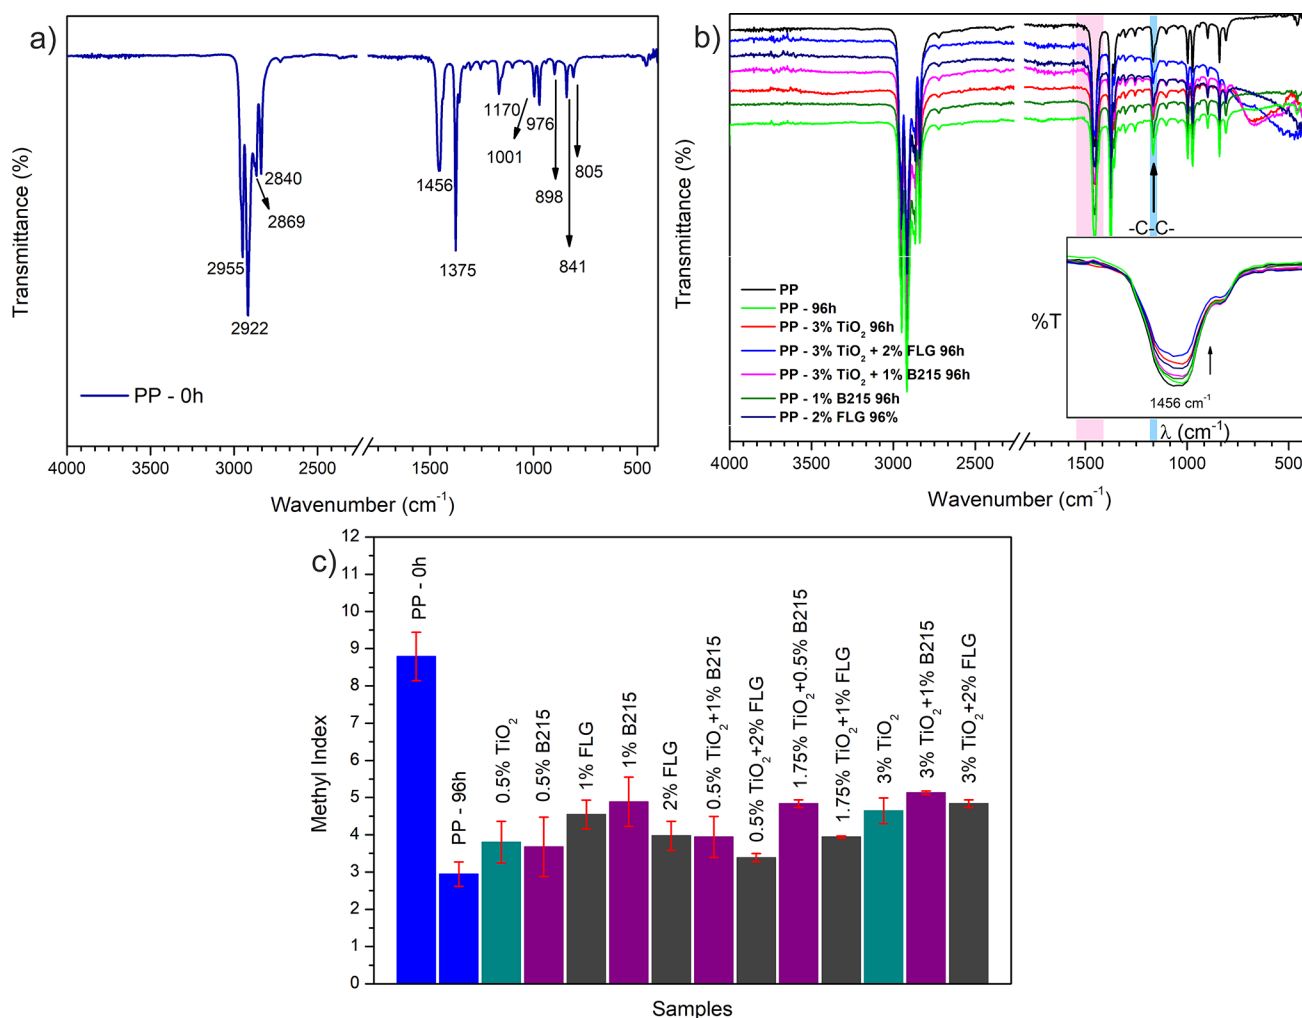 a)
Transmittance (%)
2840
2869
2955
2922
1456
1375
1170
1001
976
898
841
805
PP - 0h
4000 3500 3000 2500 1500 1000 500
Wavenumber (cm-1)
b)
Transmittance (%)
-C-C-
PP
PP - 96h
PP - 3% TiO2 96h
PP - 3% TiO2 + 2% FLG 96h
PP - 3% TiO2 + 1% B215 96h
PP - 1% B215 96h
PP - 2% FLG 96%
%T
1456 cm-1
λ (cm-1)
4000 3500 3000 2500 1500 1000 500
Wavenumber (cm-1)
c)
Methyl Index
12
11
10
9
8
7
6
5
4
3
2
1
0
PP - 0h
PP - 96h
0.5% TiO2
0.5% B215
1% FLG
1% B215
2% FLG
0.5% TiO2+1% B215
0.5% TiO2+2% FLG
1.75% TiO2+0.5% B215
1.75% TiO2+1% FLG
3% TiO2
3% TiO2+1% B215
3% TiO2+2% FLG
Samples